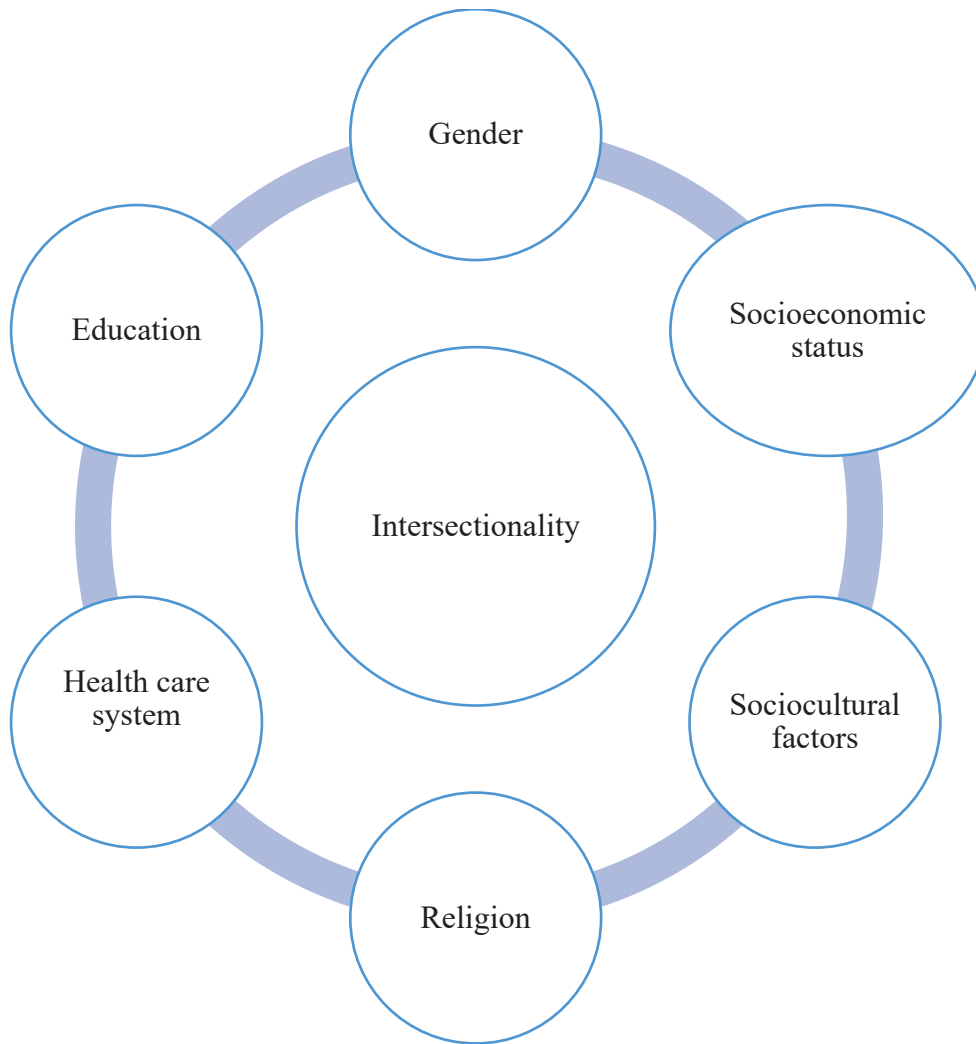 Gender
Socioeconomic
status
Education
Intersectionality
Health care
system
Sociocultural
factors
Religion